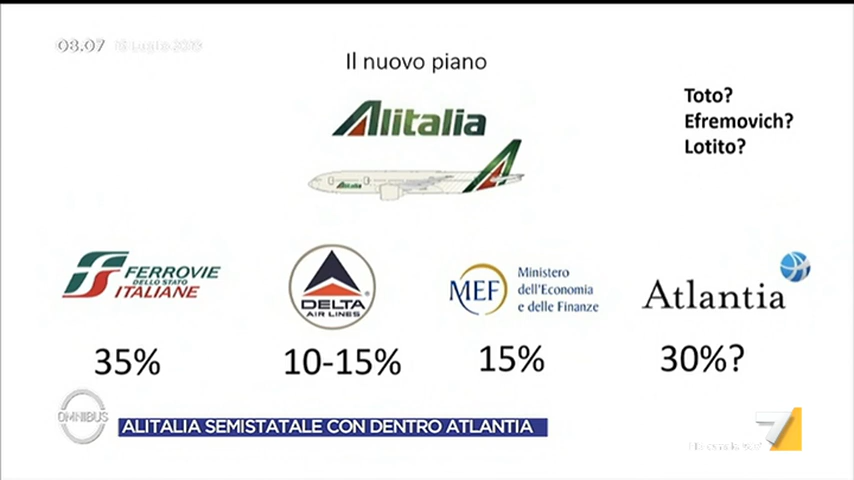 08.07
Il nuovo piano
Toto?
Efremovich?
Lotito?
Alitalia
Alitalia
FERROVIE
DELLO STATO
ITALIANE
DELTA
AIR LINES
MEF
Ministero
dell'Economia
e delle Finanze
Atlantia
35%
10-15%
15%
30%?
OMNIBUS
ALITALIA SEMISTATALE CON DENTRO ATLANTIA
7